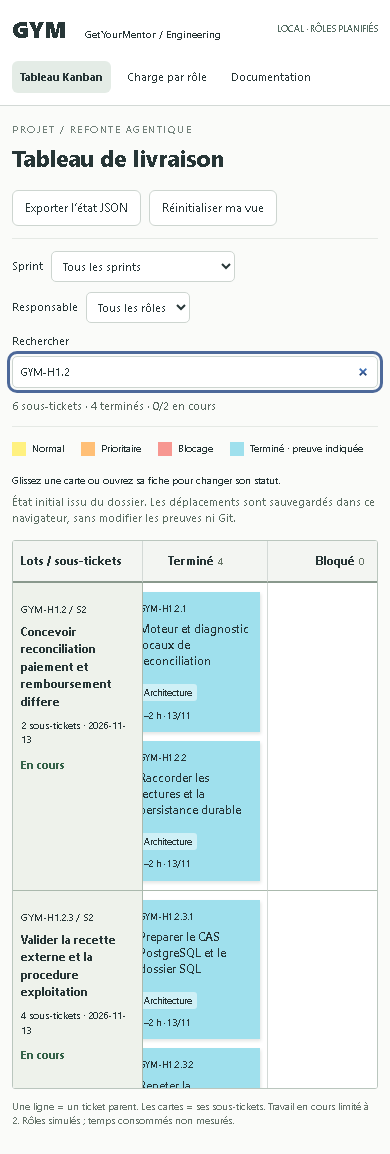 GYM GetYourMentor / Engineering LOCAL · RÔLES PLANIFIÉS
Tableau Kanban Charge par rôle Documentation
PROJET / REFONTE AGENTIQUE
Tableau de livraison
Exporter l'état JSON Réinitialiser ma vue
Sprint Tous les sprints
Responsable Tous les rôles
Rechercher
GYM-H1.2
6 sous-tickets · 4 terminés · 0/2 en cours
Normal Prioritaire Blocage Terminé · preuve indiquée
Glissez une carte ou ouvrez sa fiche pour changer son statut.
État initial issu du dossier. Les déplacements sont sauvegardés dans ce
navigateur, sans modifier les preuves ni Git.
Lots / sous-tickets Terminé 4 Bloqué 0
GYM-H1.2 / S2
Concevoir
reconciliation
paiement et
remboursement
differe
2 sous-tickets · 2026-11-
13
En cours
GYM-H1.2.1
Moteur et diagnostic
locaux de
reconciliation
Architecture
~2 h · 13/11
GYM-H1.2.2
Raccorder les
lectures et la
persistance durable
Architecture
~2 h · 13/11
GYM-H1.2.3 / S2
Valider la recette
externe et la
procedure
exploitation
4 sous-tickets · 2026-11-
13
En cours
GYM-H1.2.3.1
Preparer le CAS
PostgreSQL et le
dossier SQL
Architecture
~2 h · 13/11
GYM-H1.2.3.2
Repeter la
Une ligne = un ticket parent. Les cartes = ses sous-tickets. Travail en cours limité à
2. Rôles simulés ; temps consommés non mesurés.